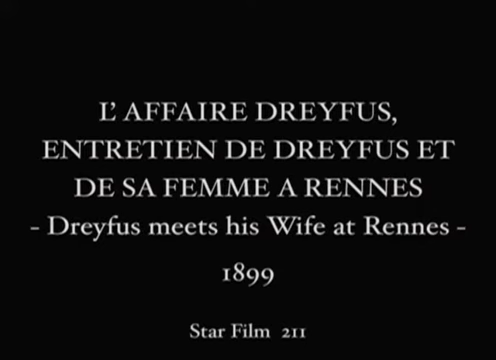 L' AFFAIRE DREYFUS,
ENTRETIEN DE DREYFUS ET
DE SA FEMME A RENNES
- Dreyfus meets his Wife at Rennes -
1899
Star Film 211